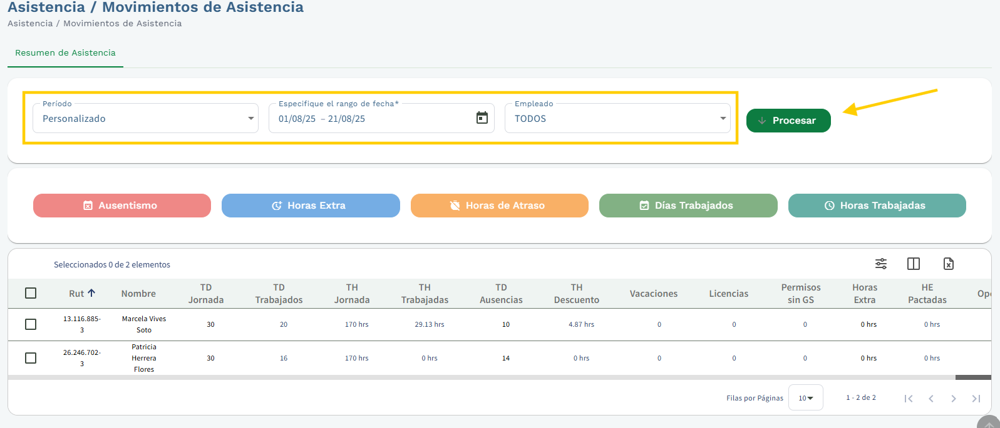 Asistencia / Movimientos de Asistencia
Asistencia / Movimientos de Asistencia
Resumen de Asistencia
Período
Personalizado
Especifique el rango de fecha*
01/08/25 – 21/08/25
Empleado
TODOS
Procesar
Ausentismo
Horas Extra
Horas de Atraso
Días Trabajados
Horas Trabajadas
Seleccionados 0 de 2 elementos
Rut
Nombre
TD
Jornada
TD
Trabajados
TH
Jornada
TH
Trabajadas
TD
Ausencias
TH
Descuento
Vacaciones
Licencias
Permisos
sin GS
Horas
Extra
HE
Pactadas
Op
13.116.885-
3
Marcela Vives
Soto
30
20
170 hrs
29.13 hrs
10
4.87 hrs
0
0
0
0 hrs
0 hrs
26.246.702-
3
Patricia
Herrera
Flores
30
16
170 hrs
0 hrs
14
0 hrs
0
0
0
0 hrs
0 hrs
Filas por Páginas
10
1 - 2 de 2